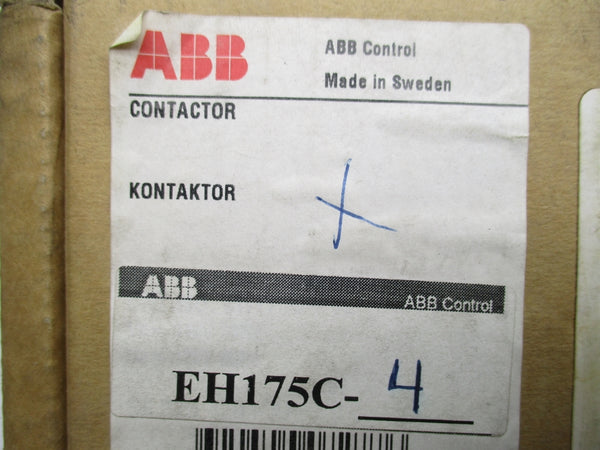 ABB ABB Control
Made in Sweden
CONTACTOR
KONTAKTOR
ABB ABB Control
EH175C-4